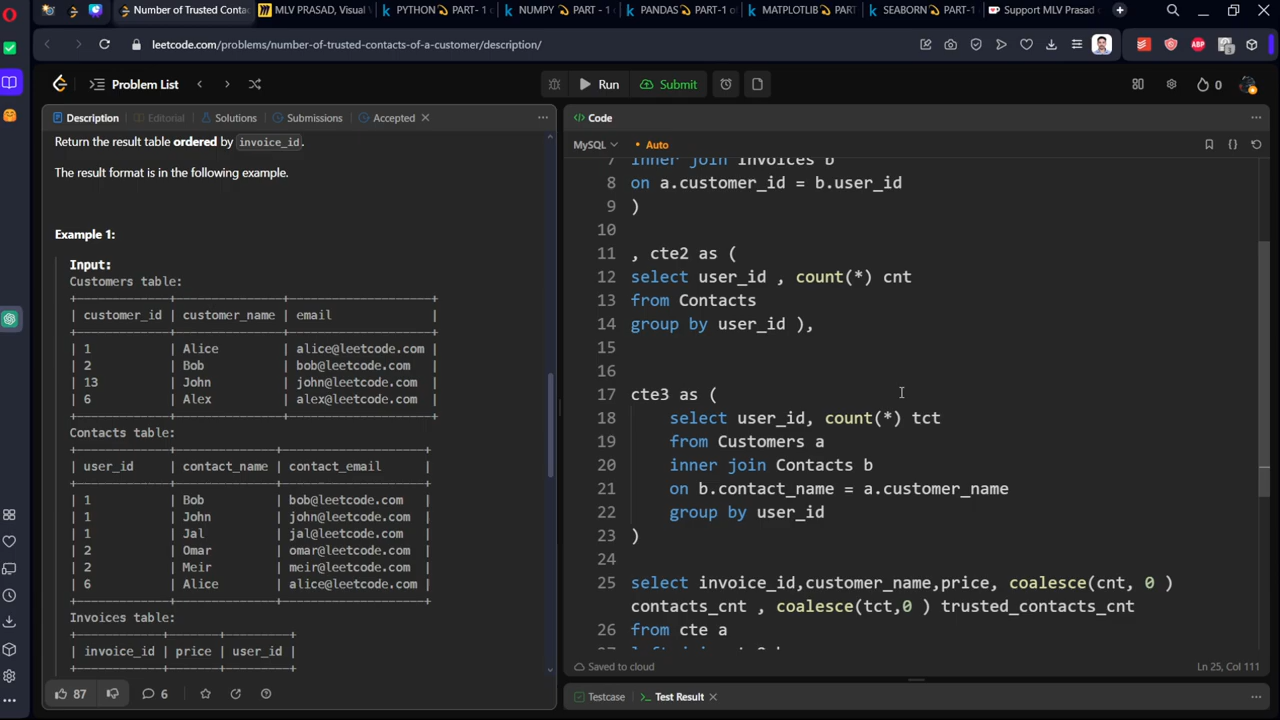 Number of Trusted Contac
MLV PRASAD, Visual
PYTHON PART- 1
NUMPY PART - 1
PANDAS PART-1 of
MATPLOTLIB PART
SEABORN PART-1
Support MLV Prasad
leetcode.com/problems/number-of-trusted-contacts-of-a-customer/description/
ABP
1
Problem List
Run
Submit
0
Description
Editorial
Solutions
Submissions
Accepted
Code
MySQL
Auto
Return the result table ordered by invoice_id.
The result format is in the following example.
Example 1:
Input:
Customers table:
+-------------+---------------+--------------------+
| customer_id | customer_name | email |
+-------------+---------------+--------------------+
| 1 | Alice | alice@leetcode.com |
| 2 | Bob | bob@leetcode.com |
| 13 | John | john@leetcode.com |
| 6 | Alex | alex@leetcode.com |
+-------------+---------------+--------------------+
Contacts table:
+-------------+--------------+--------------------+
| user_id | contact_name | contact_email |
+-------------+--------------+--------------------+
| 1 | Bob | bob@leetcode.com |
| 1 | John | john@leetcode.com |
| 1 | Jal | jal@leetcode.com |
| 2 | Omar | omar@leetcode.com |
| 2 | Meir | meir@leetcode.com |
| 6 | Alice | alice@leetcode.com |
+-------------+--------------+--------------------+
Invoices table:
+------------+-------+---------+
| invoice_id | price | user_id |
+------------+-------+---------+
87
6
7 inner join Invoices b
8 on a.customer_id = b.user_id
9 )
10
11 , cte2 as (
12 select user_id , count(*) cnt
13 from Contacts
14 group by user_id ),
15
16
17 cte3 as (
18 select user_id, count(*) tct
19 from Customers a
20 inner join Contacts b
21 on b.contact_name = a.customer_name
22 group by user_id
23 )
24
25 select invoice_id,customer_name,price, coalesce(cnt, 0 )
contacts_cnt , coalesce(tct,0 ) trusted_contacts_cnt
26 from cte a
Saved to cloud
Ln 25, Col 111
Testcase
Test Result